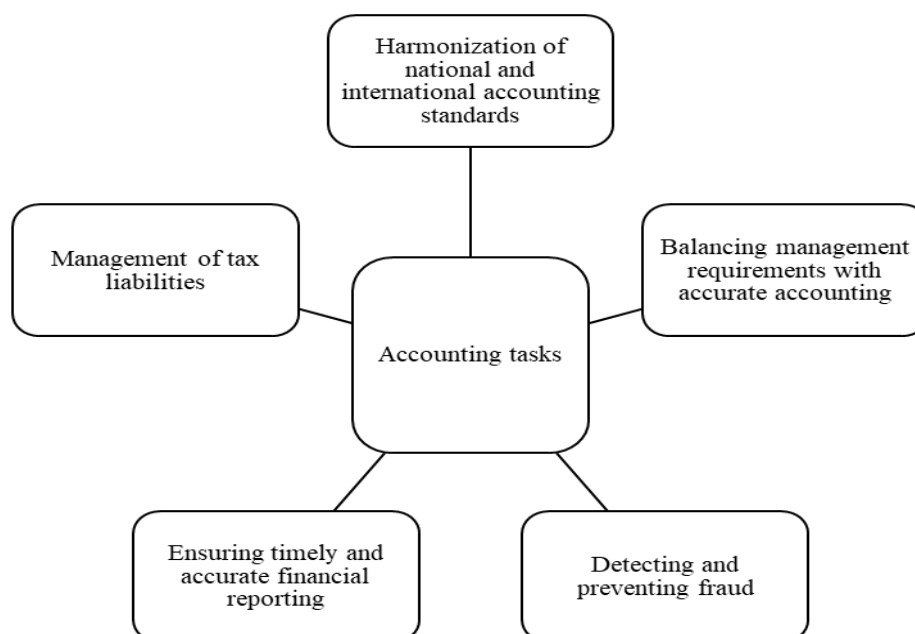 Harmonization of
national and
international accounting
standards
Management of tax
liabilities
Balancing management
requirements with
accurate accounting
Accounting tasks
Ensuring timely and
accurate financial
reporting
Detecting and
preventing fraud